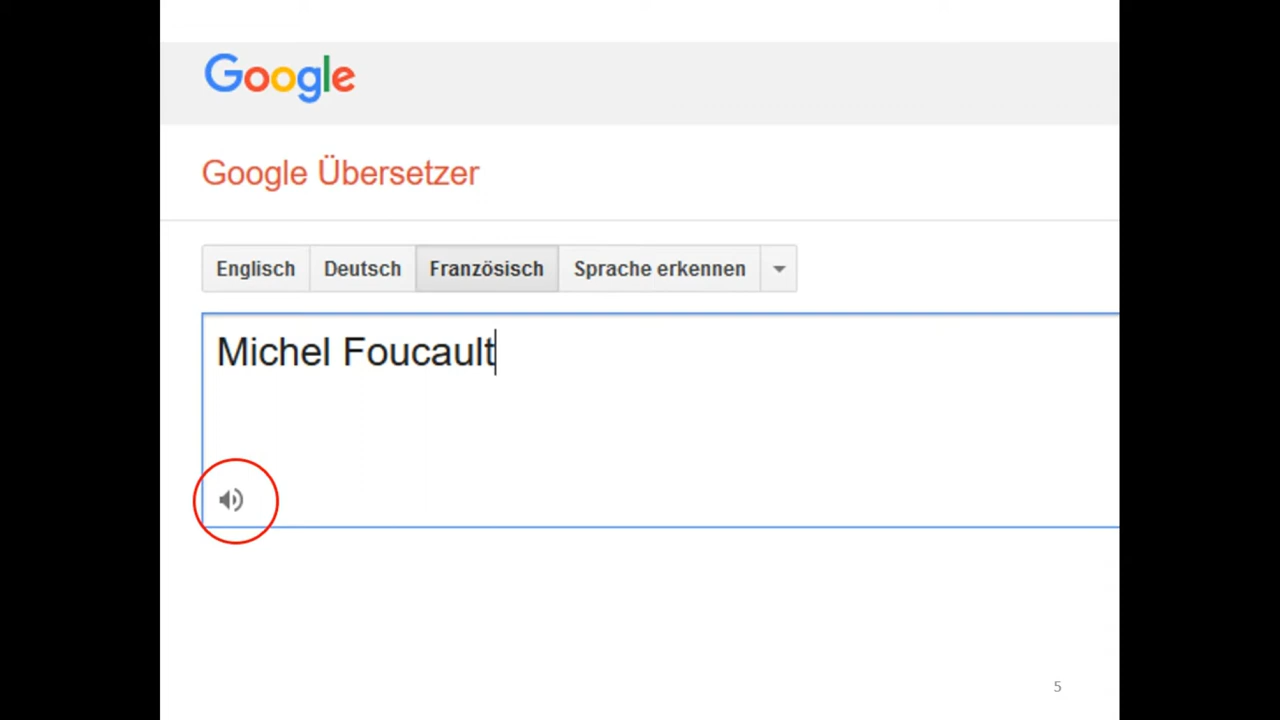 Google
Google Übersetzer
Englisch Deutsch Französisch Sprache erkennen
Michel Foucault
5